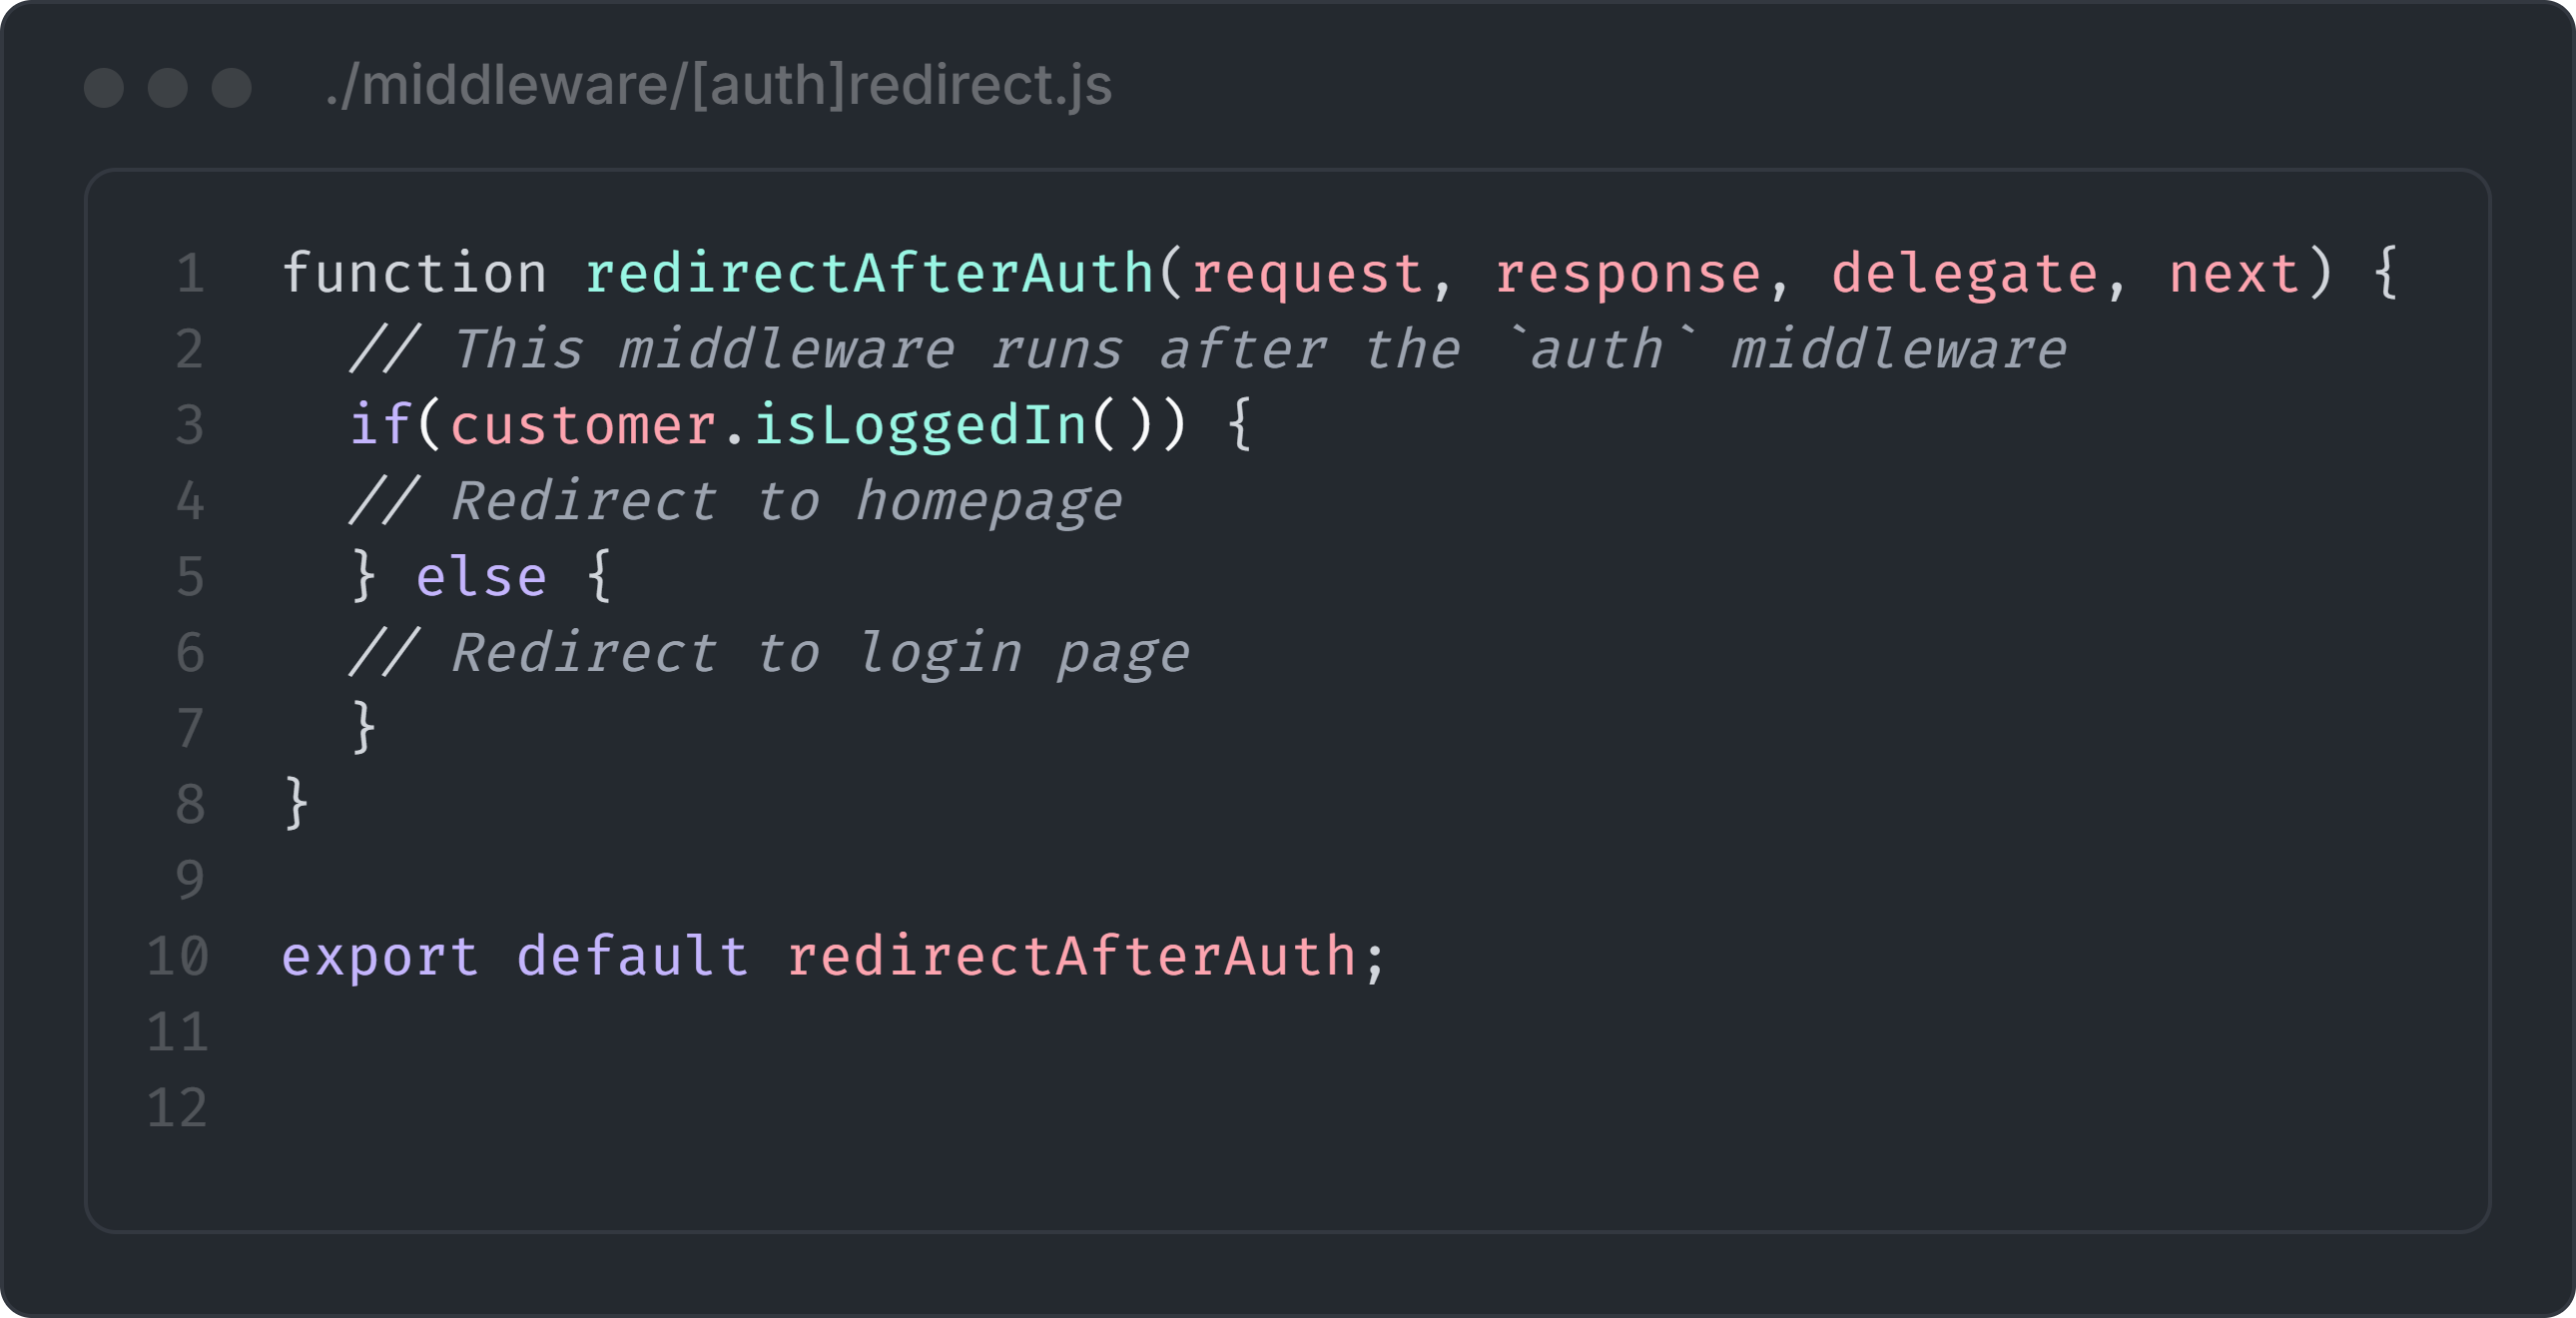 ./middleware/[auth]redirect.js
1 function redirectAfterAuth(request, response, delegate, next) {
2   // This middleware runs after the `auth` middleware
3   if(customer.isLoggedIn()) {
4   // Redirect to homepage
5   } else {
6   // Redirect to login page
7   }
8 }
9
10 export default redirectAfterAuth;
11
12